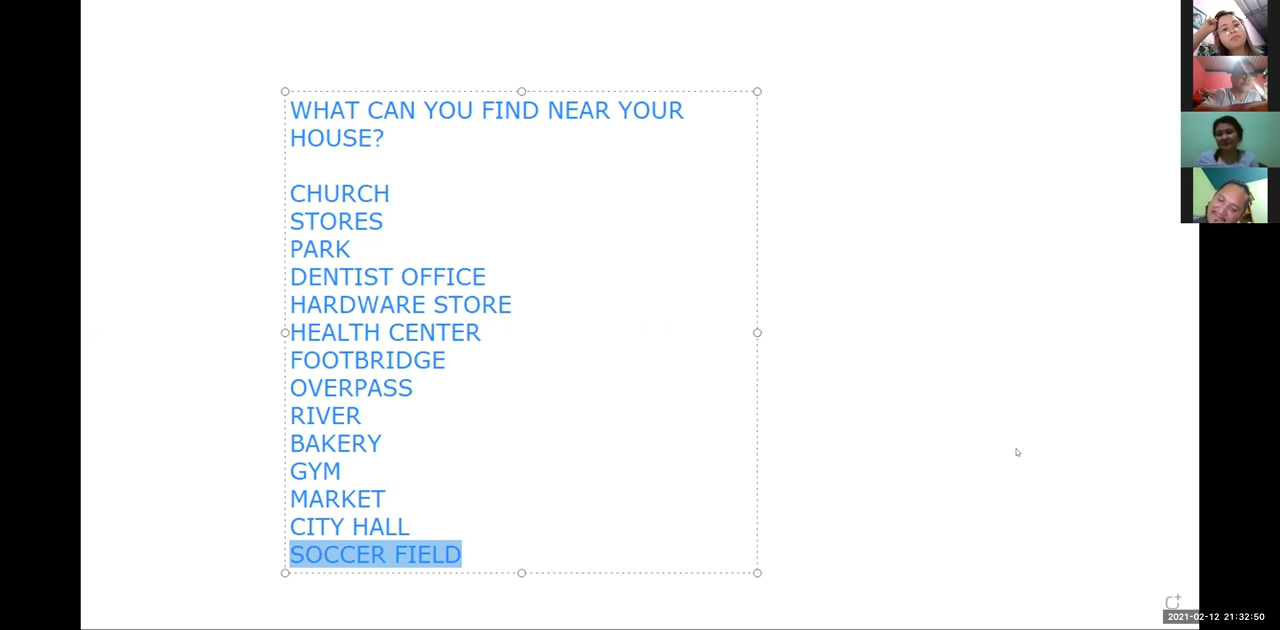 WHAT CAN YOU FIND NEAR YOUR
HOUSE?
CHURCH
STORES
PARK
DENTIST OFFICE
HARDWARE STORE
HEALTH CENTER
FOOTBRIDGE
OVERPASS
RIVER
BAKERY
GYM
MARKET
CITY HALL
SOCCER FIELD
2021-02-12 21:32:50